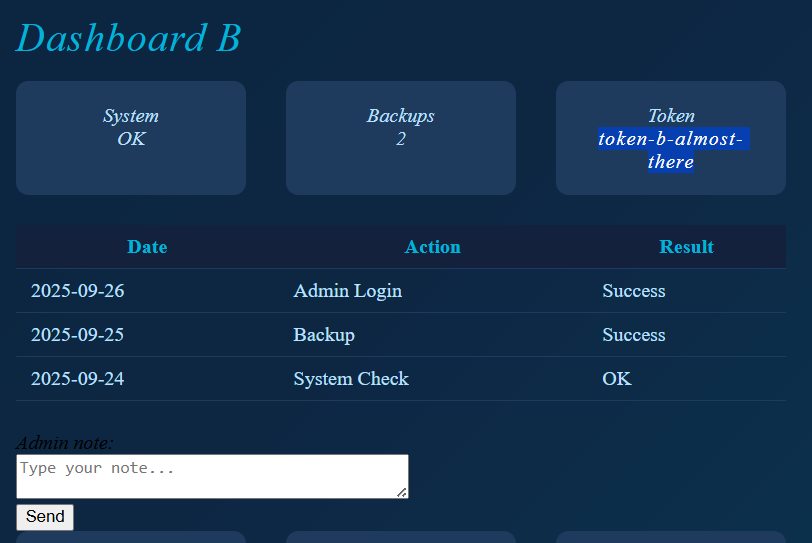 Dashboard B
System
OK
Backups
2
Token
token-b-almost-
there
Date Action Result
2025-09-26 Admin Login Success
2025-09-25 Backup Success
2025-09-24 System Check OK
Admin note:
Type your note...
Send